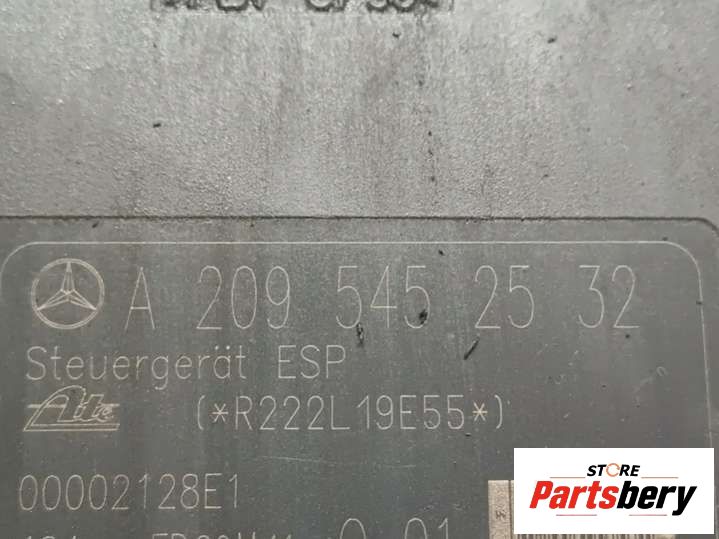 A 209 545 25 32
Steuergerät ESP
Ate (*R222L19E55*)
00002128E1
STORE
Partsbery